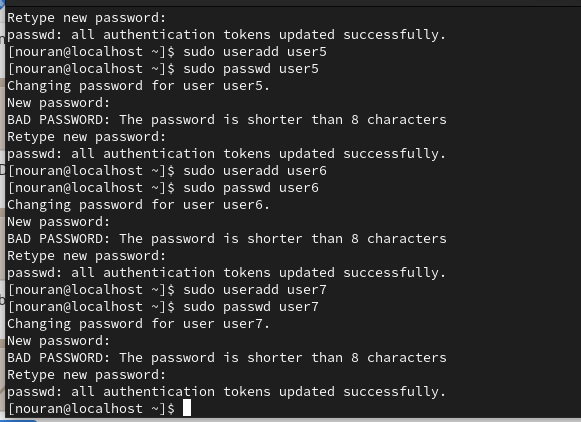 Retype new password:
passwd: all authentication tokens updated successfully.
[nouran@localhost ~]$ sudo useradd user5
[nouran@localhost ~]$ sudo passwd user5
Changing password for user user5.
New password:
BAD PASSWORD: The password is shorter than 8 characters
Retype new password:
passwd: all authentication tokens updated successfully.
[nouran@localhost ~]$ sudo useradd user6
[nouran@localhost ~]$ sudo passwd user6
Changing password for user user6.
New password:
BAD PASSWORD: The password is shorter than 8 characters
Retype new password:
passwd: all authentication tokens updated successfully.
[nouran@localhost ~]$ sudo useradd user7
[nouran@localhost ~]$ sudo passwd user7
Changing password for user user7.
New password:
BAD PASSWORD: The password is shorter than 8 characters
Retype new password:
passwd: all authentication tokens updated successfully.
[nouran@localhost ~]$